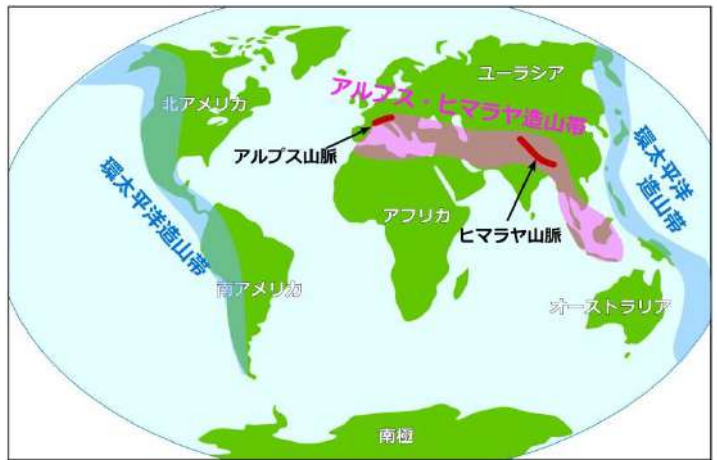 北アメリカ
ユーラシア
アルプス・ヒマラヤ造山帯
アルプス山脈
環太平洋
造山帯
環太平洋造山帯
アフリカ
ヒマラヤ山脈
南アメリカ
オーストラリア
南極